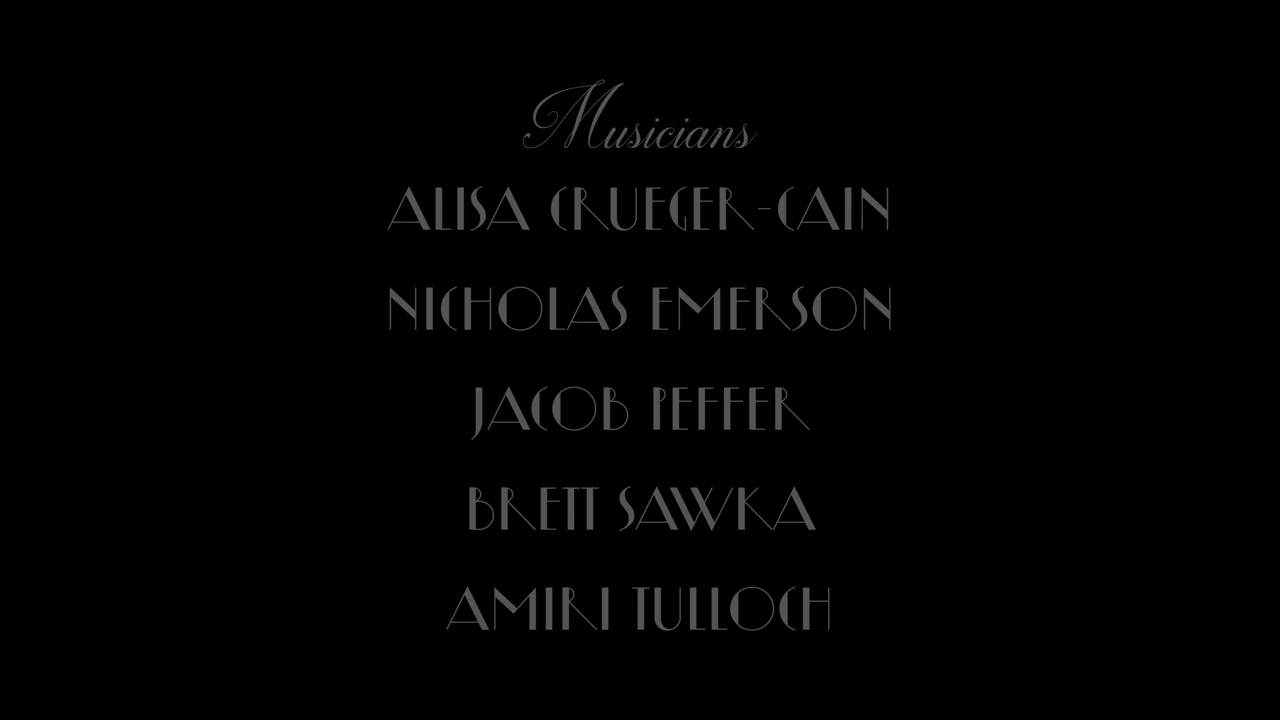 Musicians
ALISA CRUEGER-CAIN
NICHOLAS EMERSON
JACOB PEFFER
BRETT SAWKA
AMIRI TULLOCH